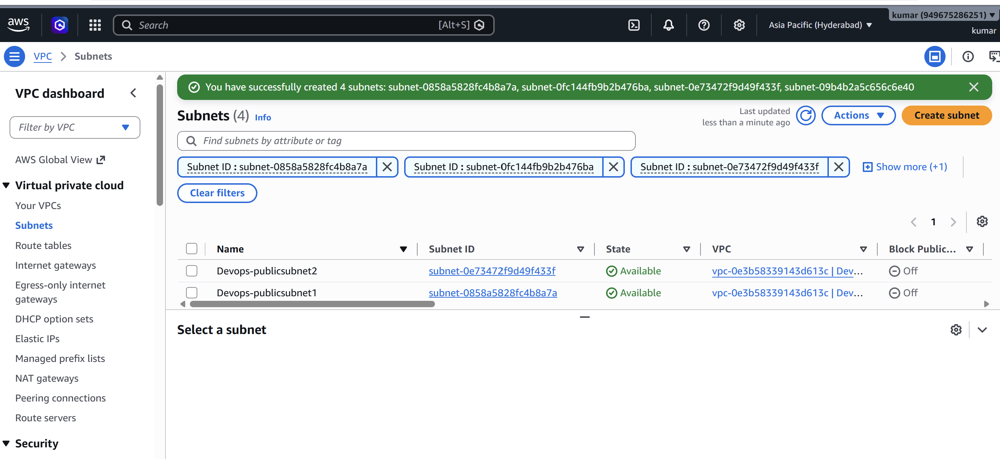 aws
Search [Alt+S]
Asia Pacific (Hyderabad)
kumar (949675286251)
kumar
VPC
Subnets
VPC dashboard
Filter by VPC
AWS Global View
Virtual private cloud
Your VPCs
Subnets
Route tables
Internet gateways
Egress-only internet
gateways
DHCP option sets
Elastic IPs
Managed prefix lists
NAT gateways
Peering connections
Route servers
Security
You have successfully created 4 subnets: subnet-0858a5828fc4b8a7a, subnet-0fc144fb9b2b476ba, subnet-0e73472f9d49f433f, subnet-09b4b2a5c656c6e40
Subnets (4) Info
Last updated
less than a minute ago
Actions
Create subnet
Find subnets by attribute or tag
Subnet ID : subnet-0858a5828fc4b8a7a
Subnet ID : subnet-0fc144fb9b2b476ba
Subnet ID : subnet-0e73472f9d49f433f
Show more (+1)
Clear filters
1
Name Subnet ID State VPC Block Public...
Devops-publicsubnet2 subnet-0e73472f9d49f433f Available vpc-0e3b58339143d613c | Dev... Off
Devops-publicsubnet1 subnet-0858a5828fc4b8a7a Available vpc-0e3b58339143d613c | Dev... Off
Select a subnet